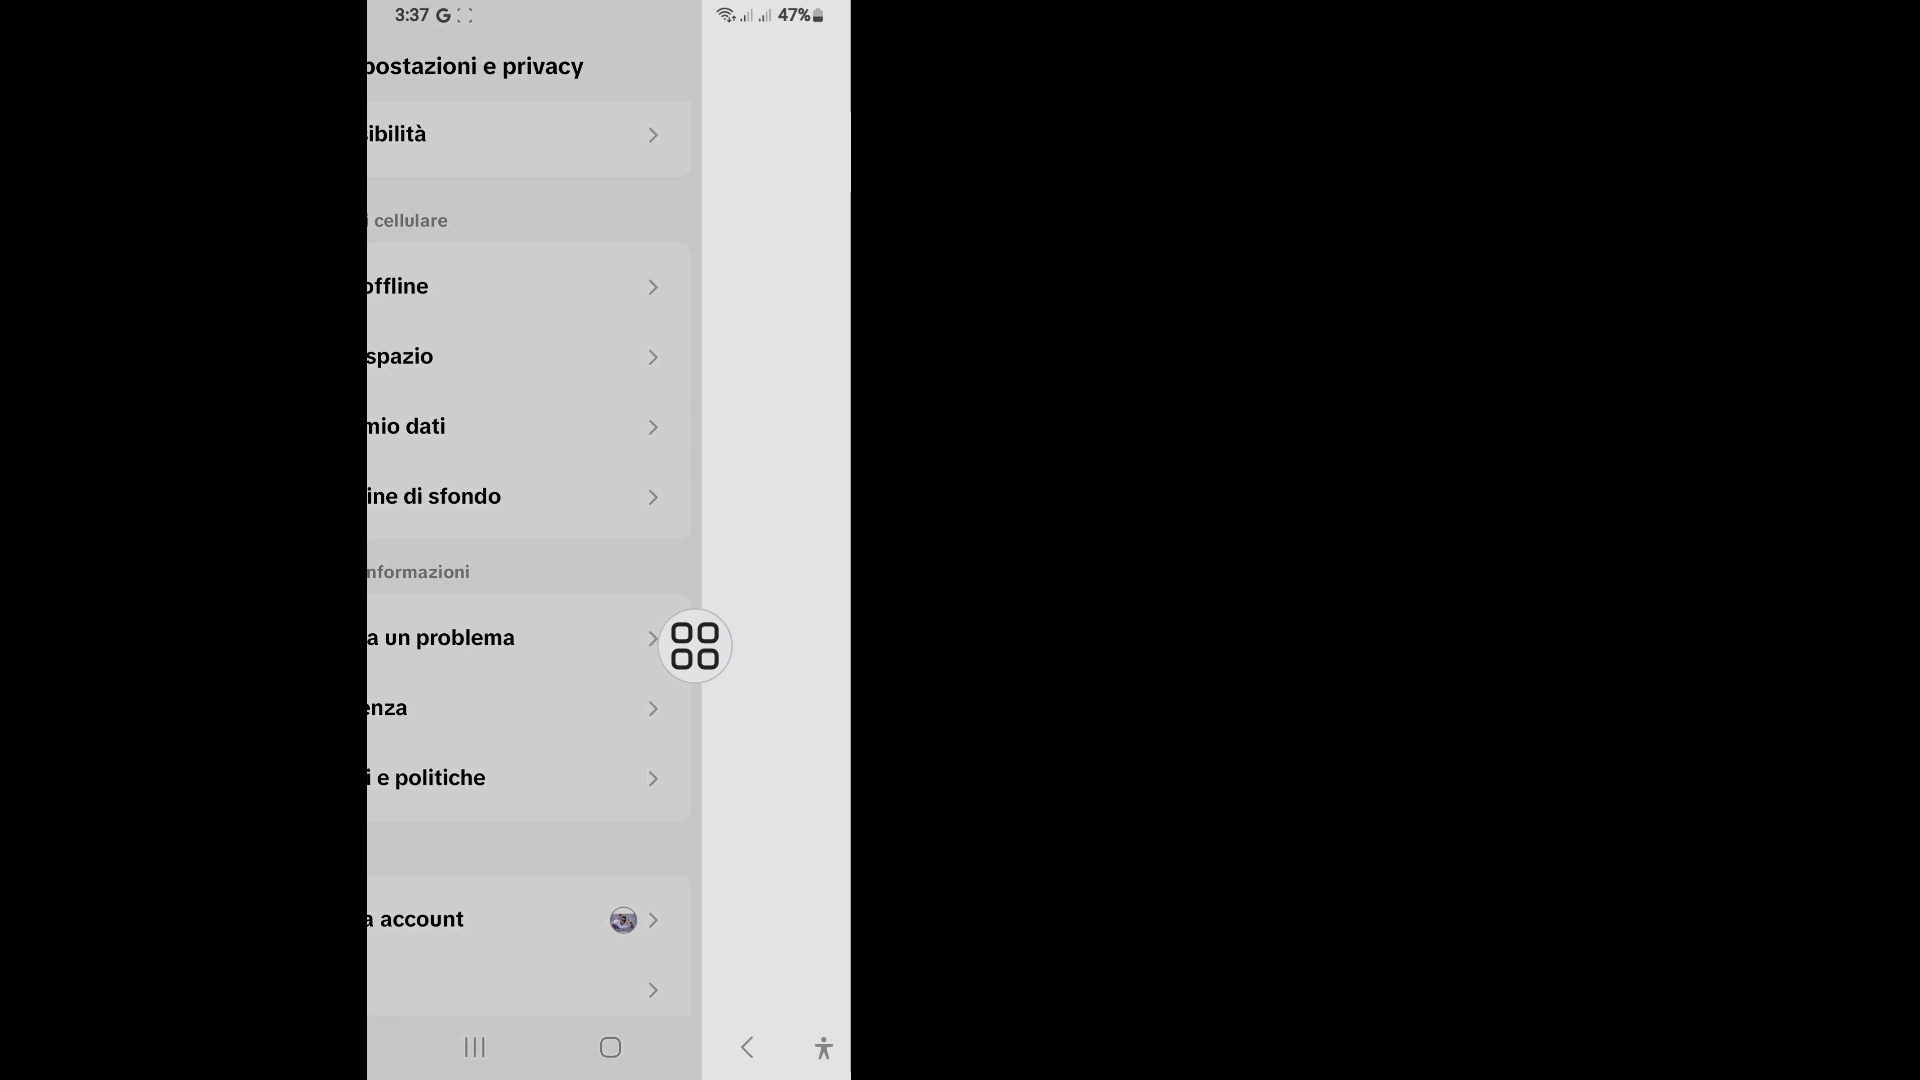 3:37 G 47%
postazioni e privacy
sibilità
i cellulare
offline
spazio
mio dati
ine di sfondo
nformazioni
a un problema
enza
i e politiche
a account